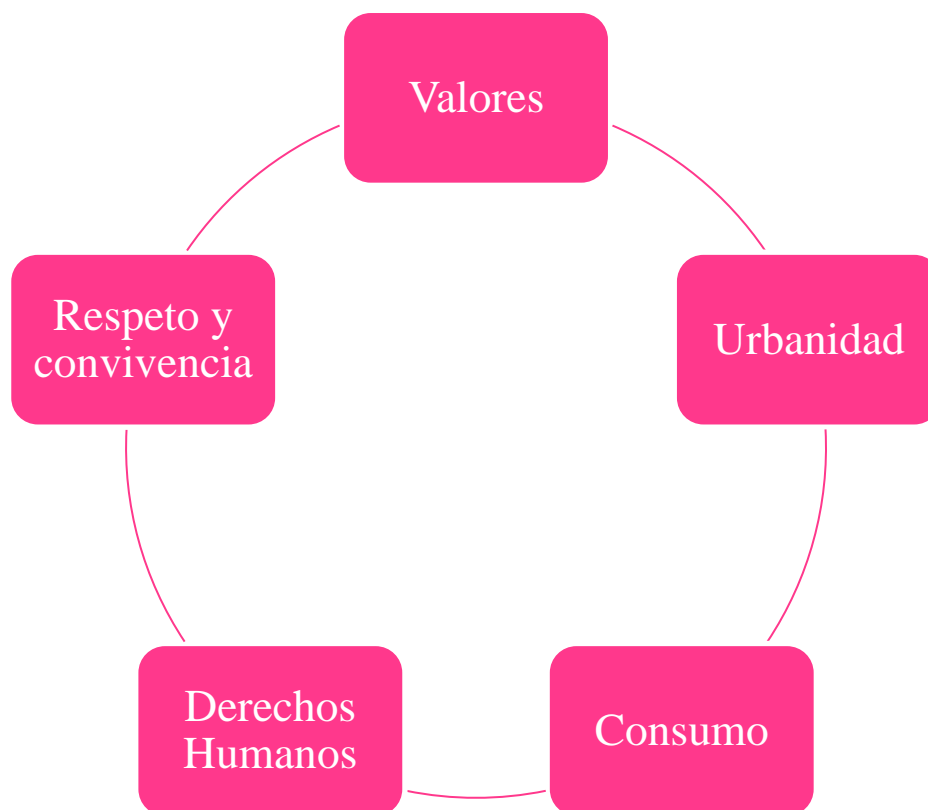 Valores
Respeto y
convivencia
Urbanidad
Derechos
Humanos
Consumo